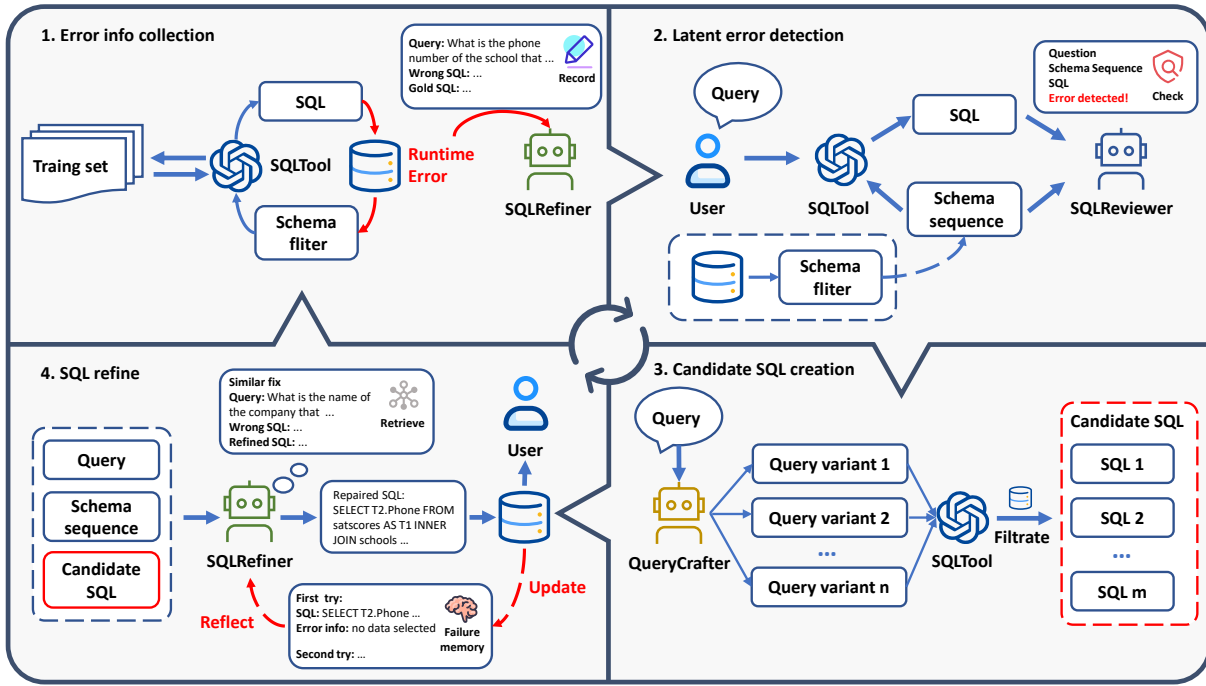 1. Error info collection
Query: What is the phone
number of the school that ...
Wrong SQL: ...
Gold SQL: ...
Record
SQL
Traing set
SQLTool
Runtime
Error
Schema
fliter
SQLRefiner
2. Latent error detection
Question
Schema Sequence
SQL
Error detected!
Check
Query
SQL
User
SQLTool
Schema
sequence
SQLReviewer
Schema
fliter
4. SQL refine
Similar fix
Query: What is the name of
the company that ...
Wrong SQL: ...
Refined SQL: ...
Retrieve
User
Query
Schema
sequence
Candidate
SQL
SQLRefiner
Repaired SQL:
SELECT T2.Phone FROM
satscores AS T1 INNER
JOIN schools ...
Reflect
Update
First try:
SQL: SELECT T2.Phone ...
Error info: no data selected
Second try: ...
Failure
memory
3. Candidate SQL creation
Query
QueryCrafter
Query variant 1
Query variant 2
...
Query variant n
SQLTool
Filtrate
Candidate SQL
SQL 1
SQL 2
...
SQL m